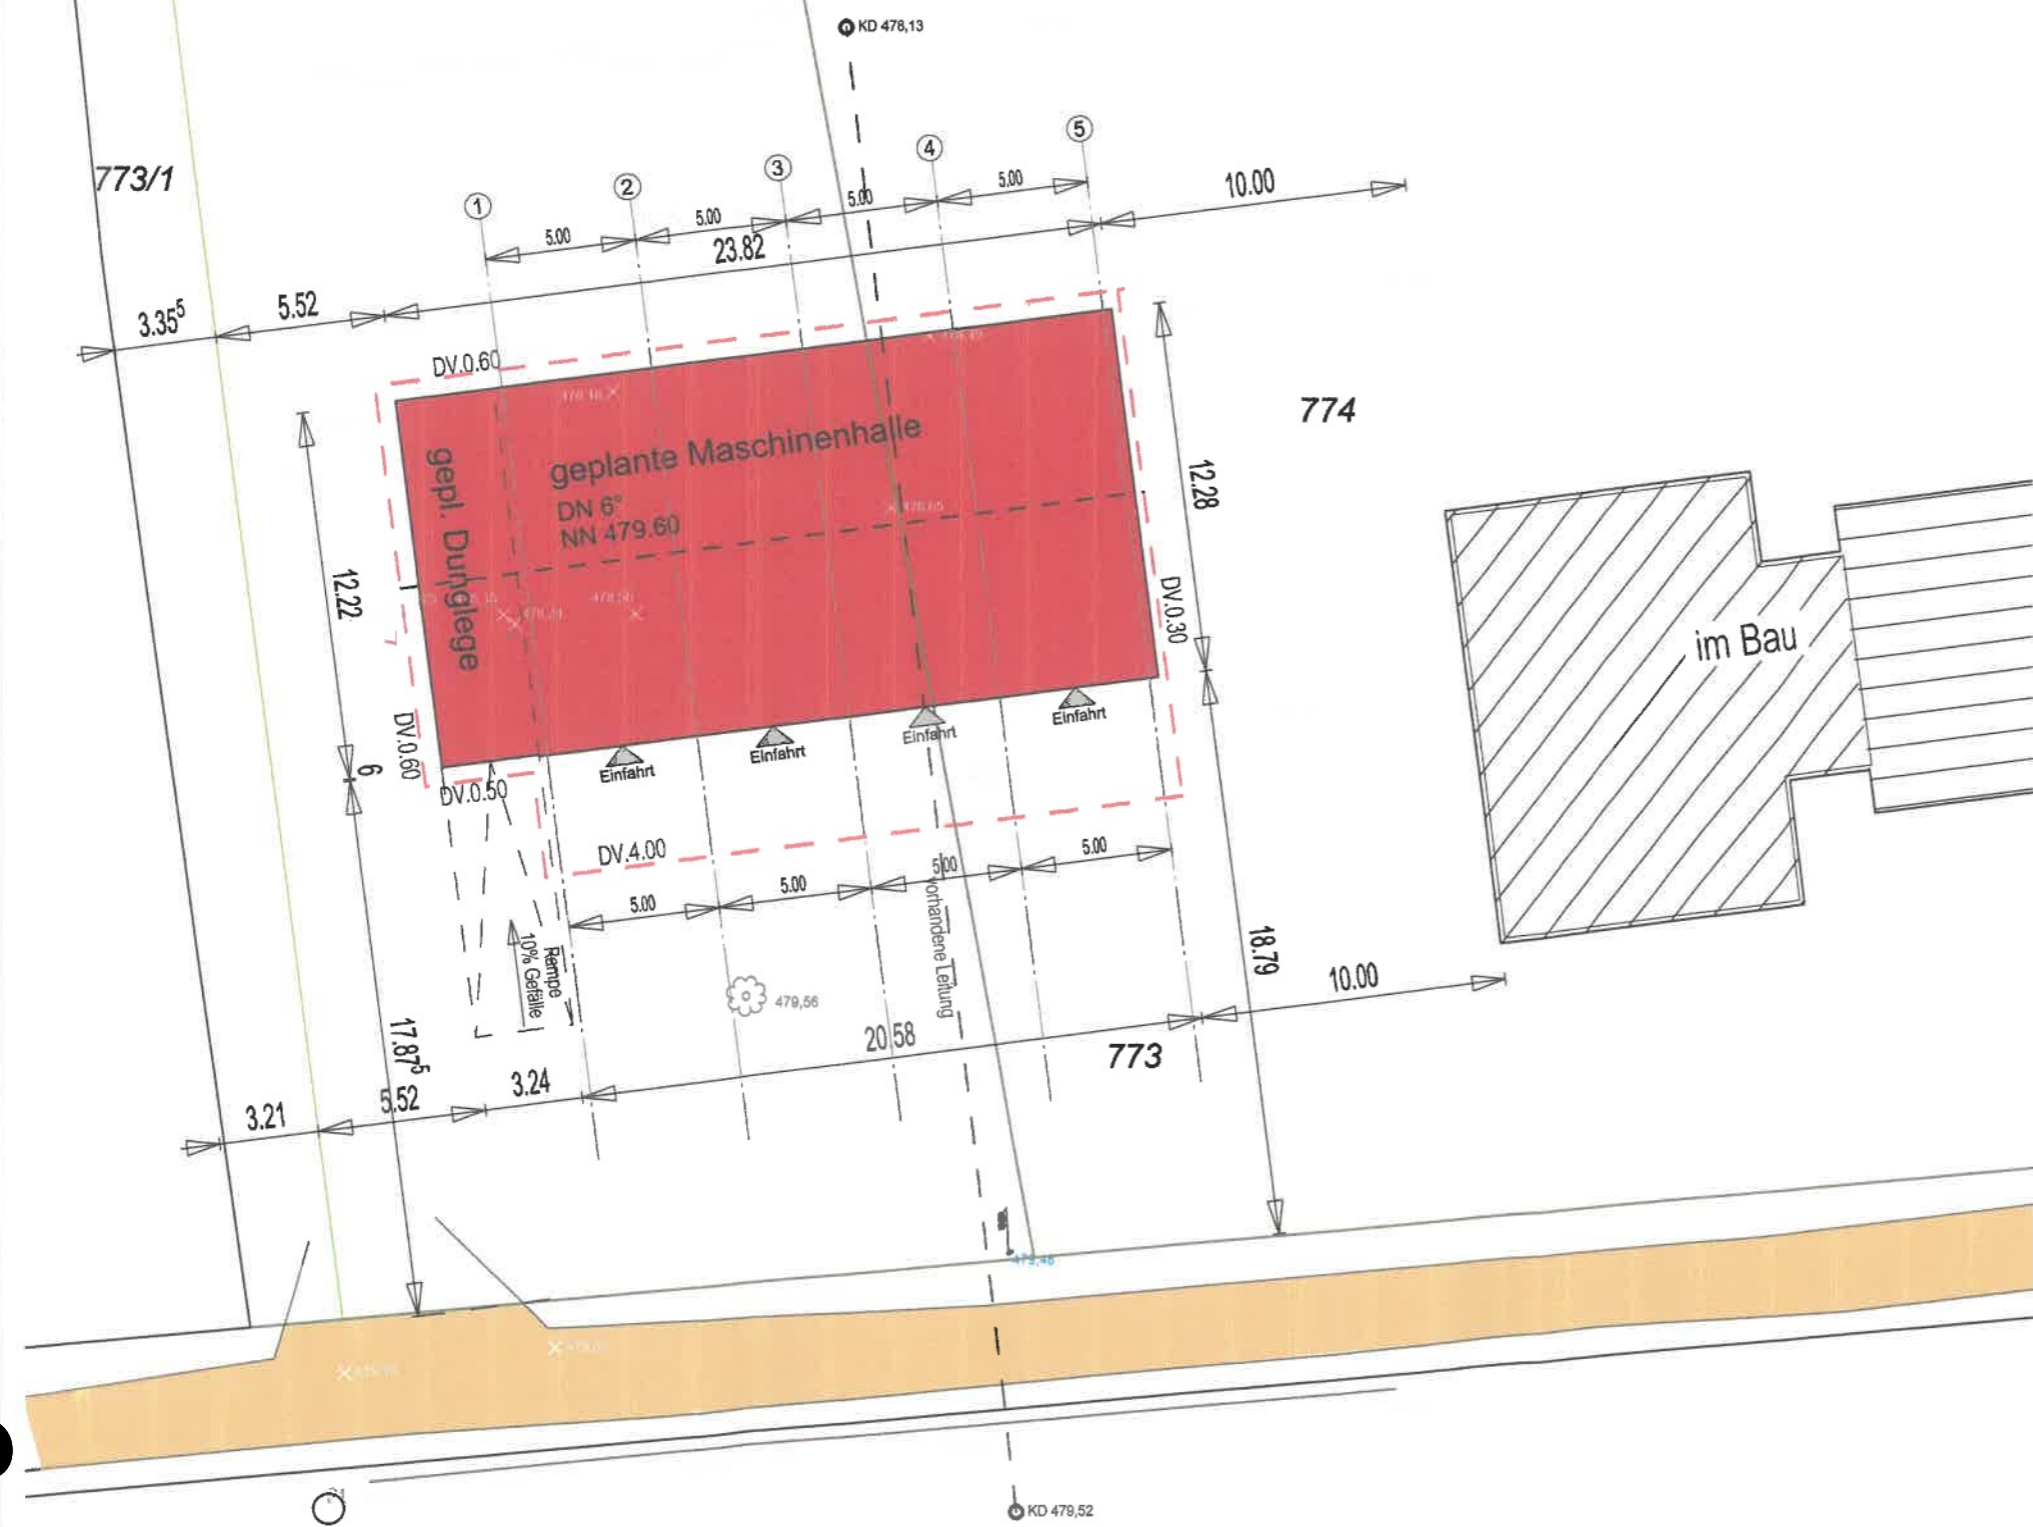 KD 478,13
773/1
1
2
3
4
5
5.00
5.00
5.00
5.00
10.00
23.82
3.35⁵
5.52
DV.0.60
774
geplante Maschinenhalle
DN 6°
NN 479.60
gepl. Dunglege
478.65
12.28
12.22
DV.0.30
im Bau
DV.0.60
6
Einfahrt
Einfahrt
Einfahrt
Einfahrt
DV.0.50
DV.4.00
5.00
5.00
5.00
5.00
vorhandene Leitung
Rampe
10% Gefälle
479,56
18.79
10.00
20.58
773
17.87⁵
3.24
5.52
3.21
479,46
KD 479,52